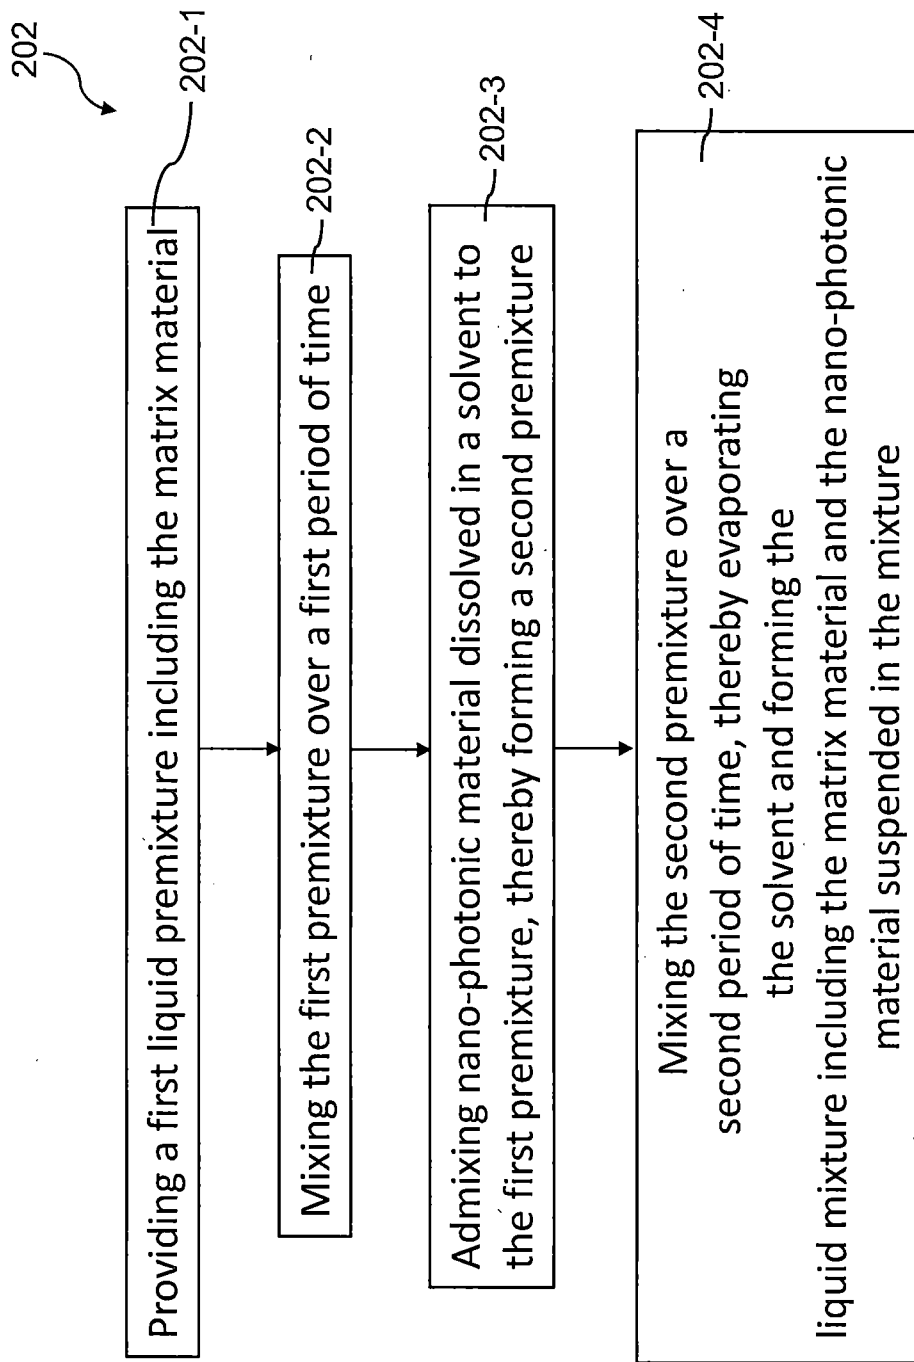 202
202-1
Providing a first liquid premixture including the matrix material
202-2
Mixing the first premixture over a first period of time
202-3
Admixing nano-photonic material dissolved in a solvent to
the first premixture, thereby forming a second premixture
202-4
Mixing the second premixture over a
second period of time, thereby evaporating
the solvent and forming the
liquid mixture including the matrix material and the nano-photonic
material suspended in the mixture